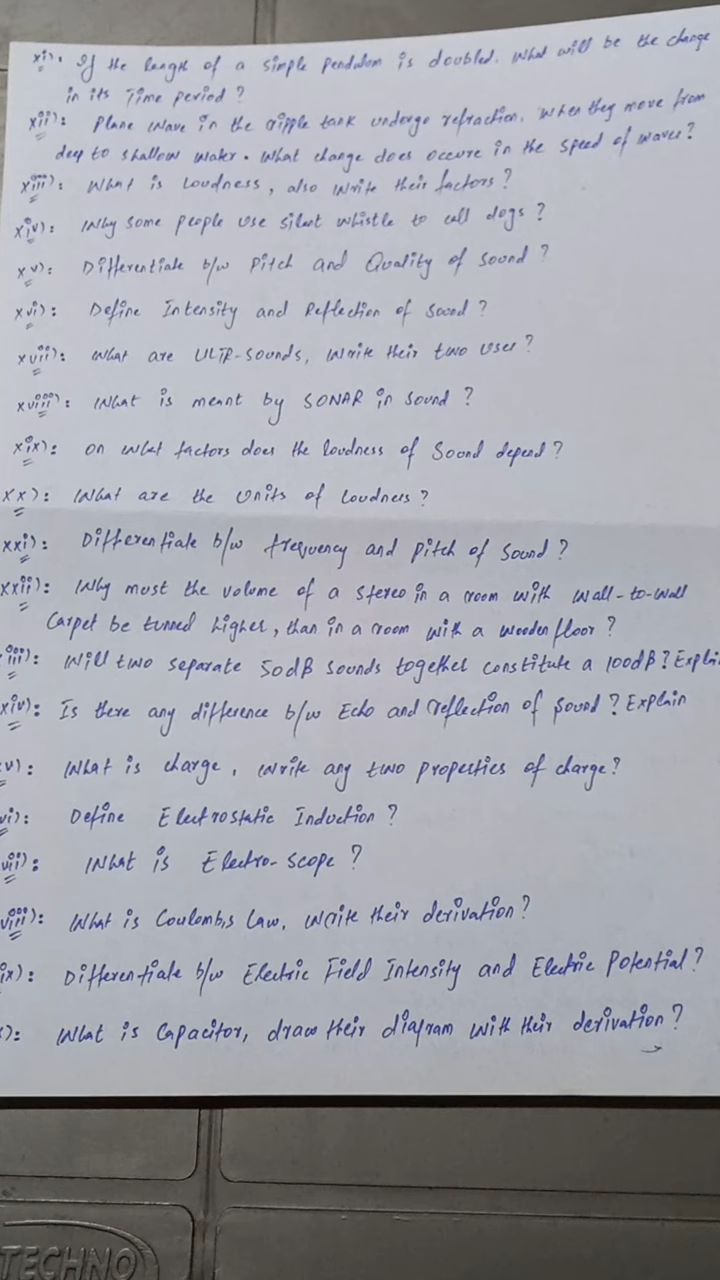 xi): If the length of a simple pendulam is doubled. What will be the change
in its Time period?
xii): Plane wave in the ripple tank undergo refraction, when they move from
deep to shallow water. What change does occure in the speed of waves?
xiii): What is Loudness, also write their factors?
xiv): Why some people use silent whistle to call dogs?
xv): Differentiate b/w Pitch and Quality of Sound?
xvi): Define Intensity and Reflection of Sound?
xvii): What are ULTR-Sounds, Write their two uses?
xviii): What is meant by SONAR in Sound?
xix): on what factors does the loudness of Sound depend?
xx): What are the Units of Loudness?
xxi): Differentiate b/w frequency and Pitch of Sound?
xxii): Why must the volume of a Stereo in a room with wall-to-wall
Carpet be tunned higher, than in a room with a wooden floor?
iii): Will two separate 50dB sounds together constitute a 100dB? Explain
xiv): Is there any difference b/w Echo and reflection of Sound? Explain
v): What is charge, Write any two properties of charge?
vi): Define Electrostatic Induction?
vii): What is Electro-Scope?
viii): What is Coulombs Law, Write their derivation?
ix): Differentiate b/w Electric Field Intensity and Electric Potential?
): What is Capacitor, draw their diagram with their derivation?
TECHNO